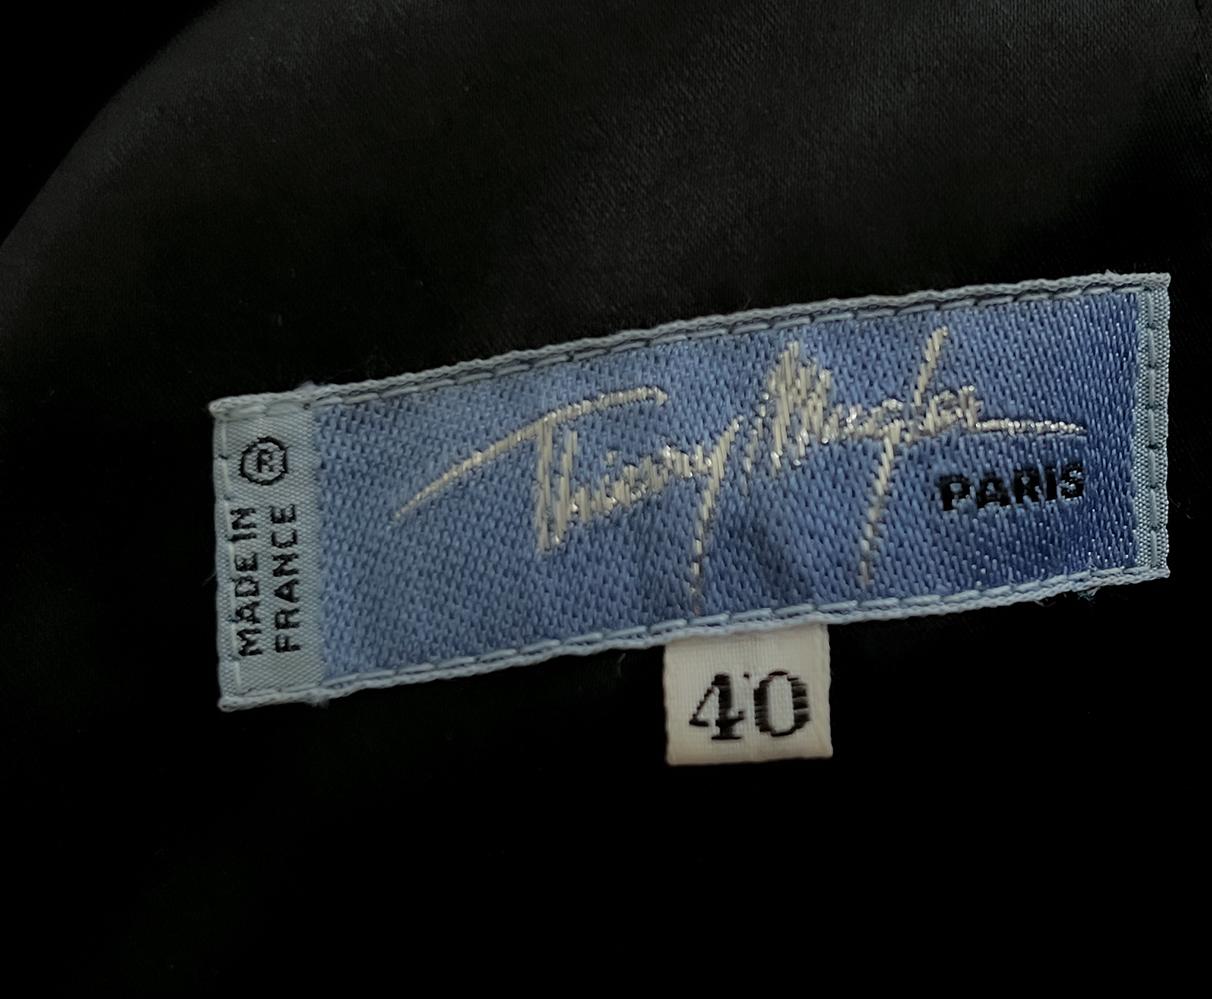 Thierry Mugler
PARIS
MADE IN ®
FRANCE
40